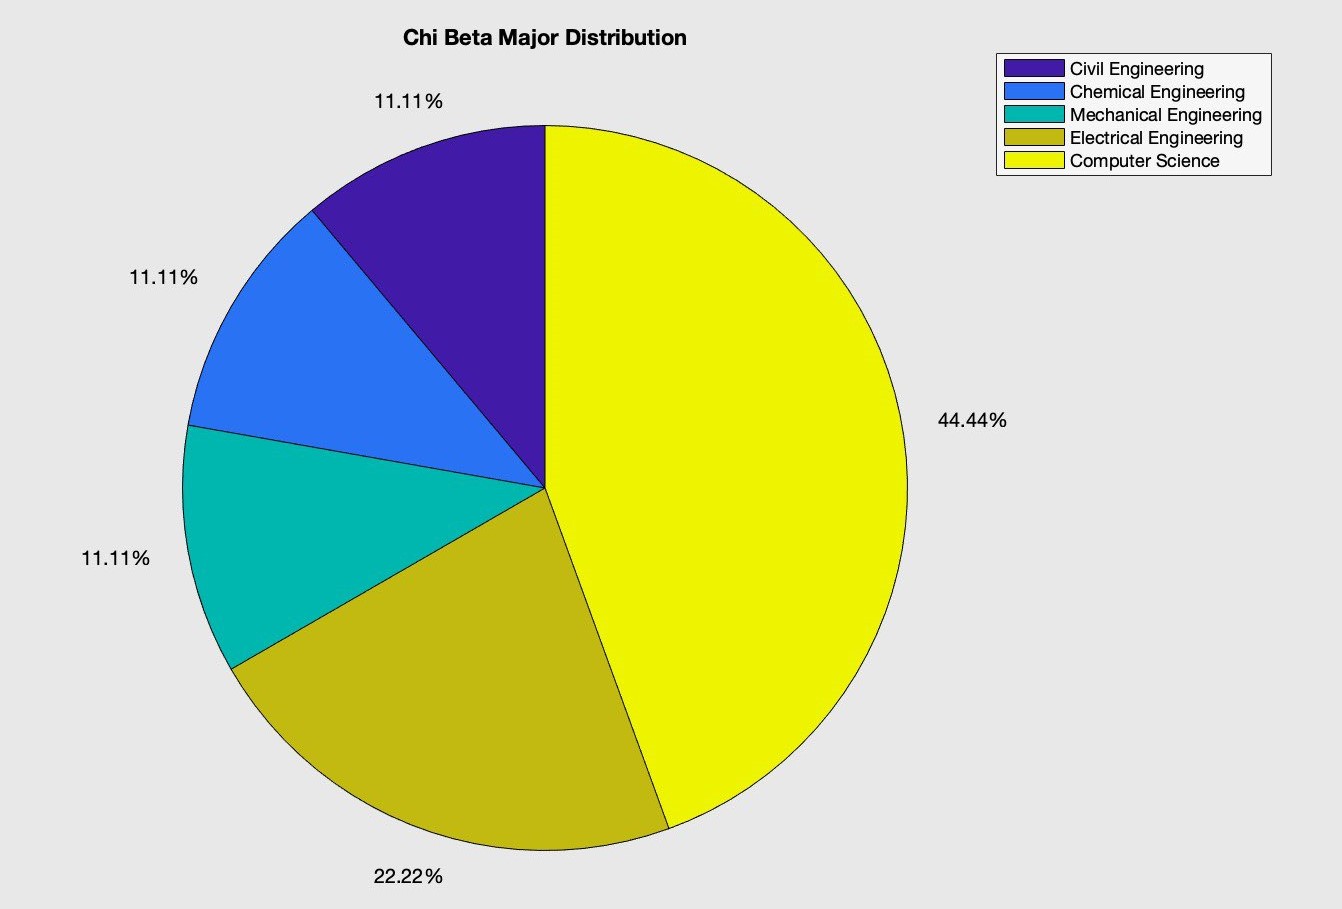 Chi Beta Major Distribution
Civil Engineering
Chemical Engineering
Mechanical Engineering
Electrical Engineering
Computer Science
11.11%
11.11%
11.11%
22.22%
44.44%